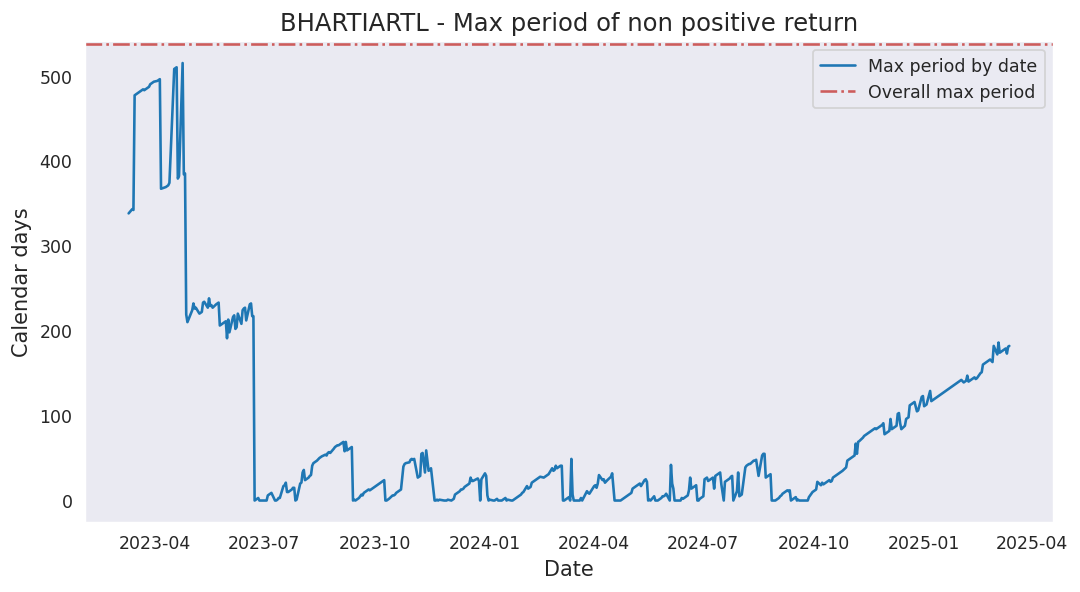 BHARTIARTL - Max period of non positive return
Max period by date
Overall max period
Calendar days
500
400
300
200
100
0
2023-04 2023-07 2023-10 2024-01 2024-04 2024-07 2024-10 2025-01 2025-04
Date